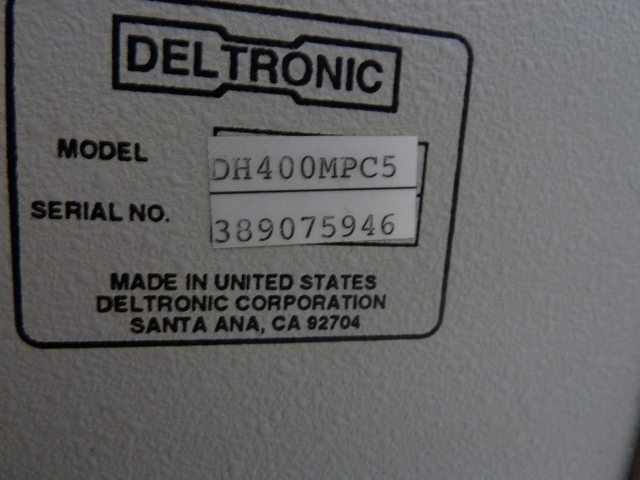 DELTRONIC
MODEL DH400MPC5
SERIAL NO. 389075946
MADE IN UNITED STATES
DELTRONIC CORPORATION
SANTA ANA, CA 92704